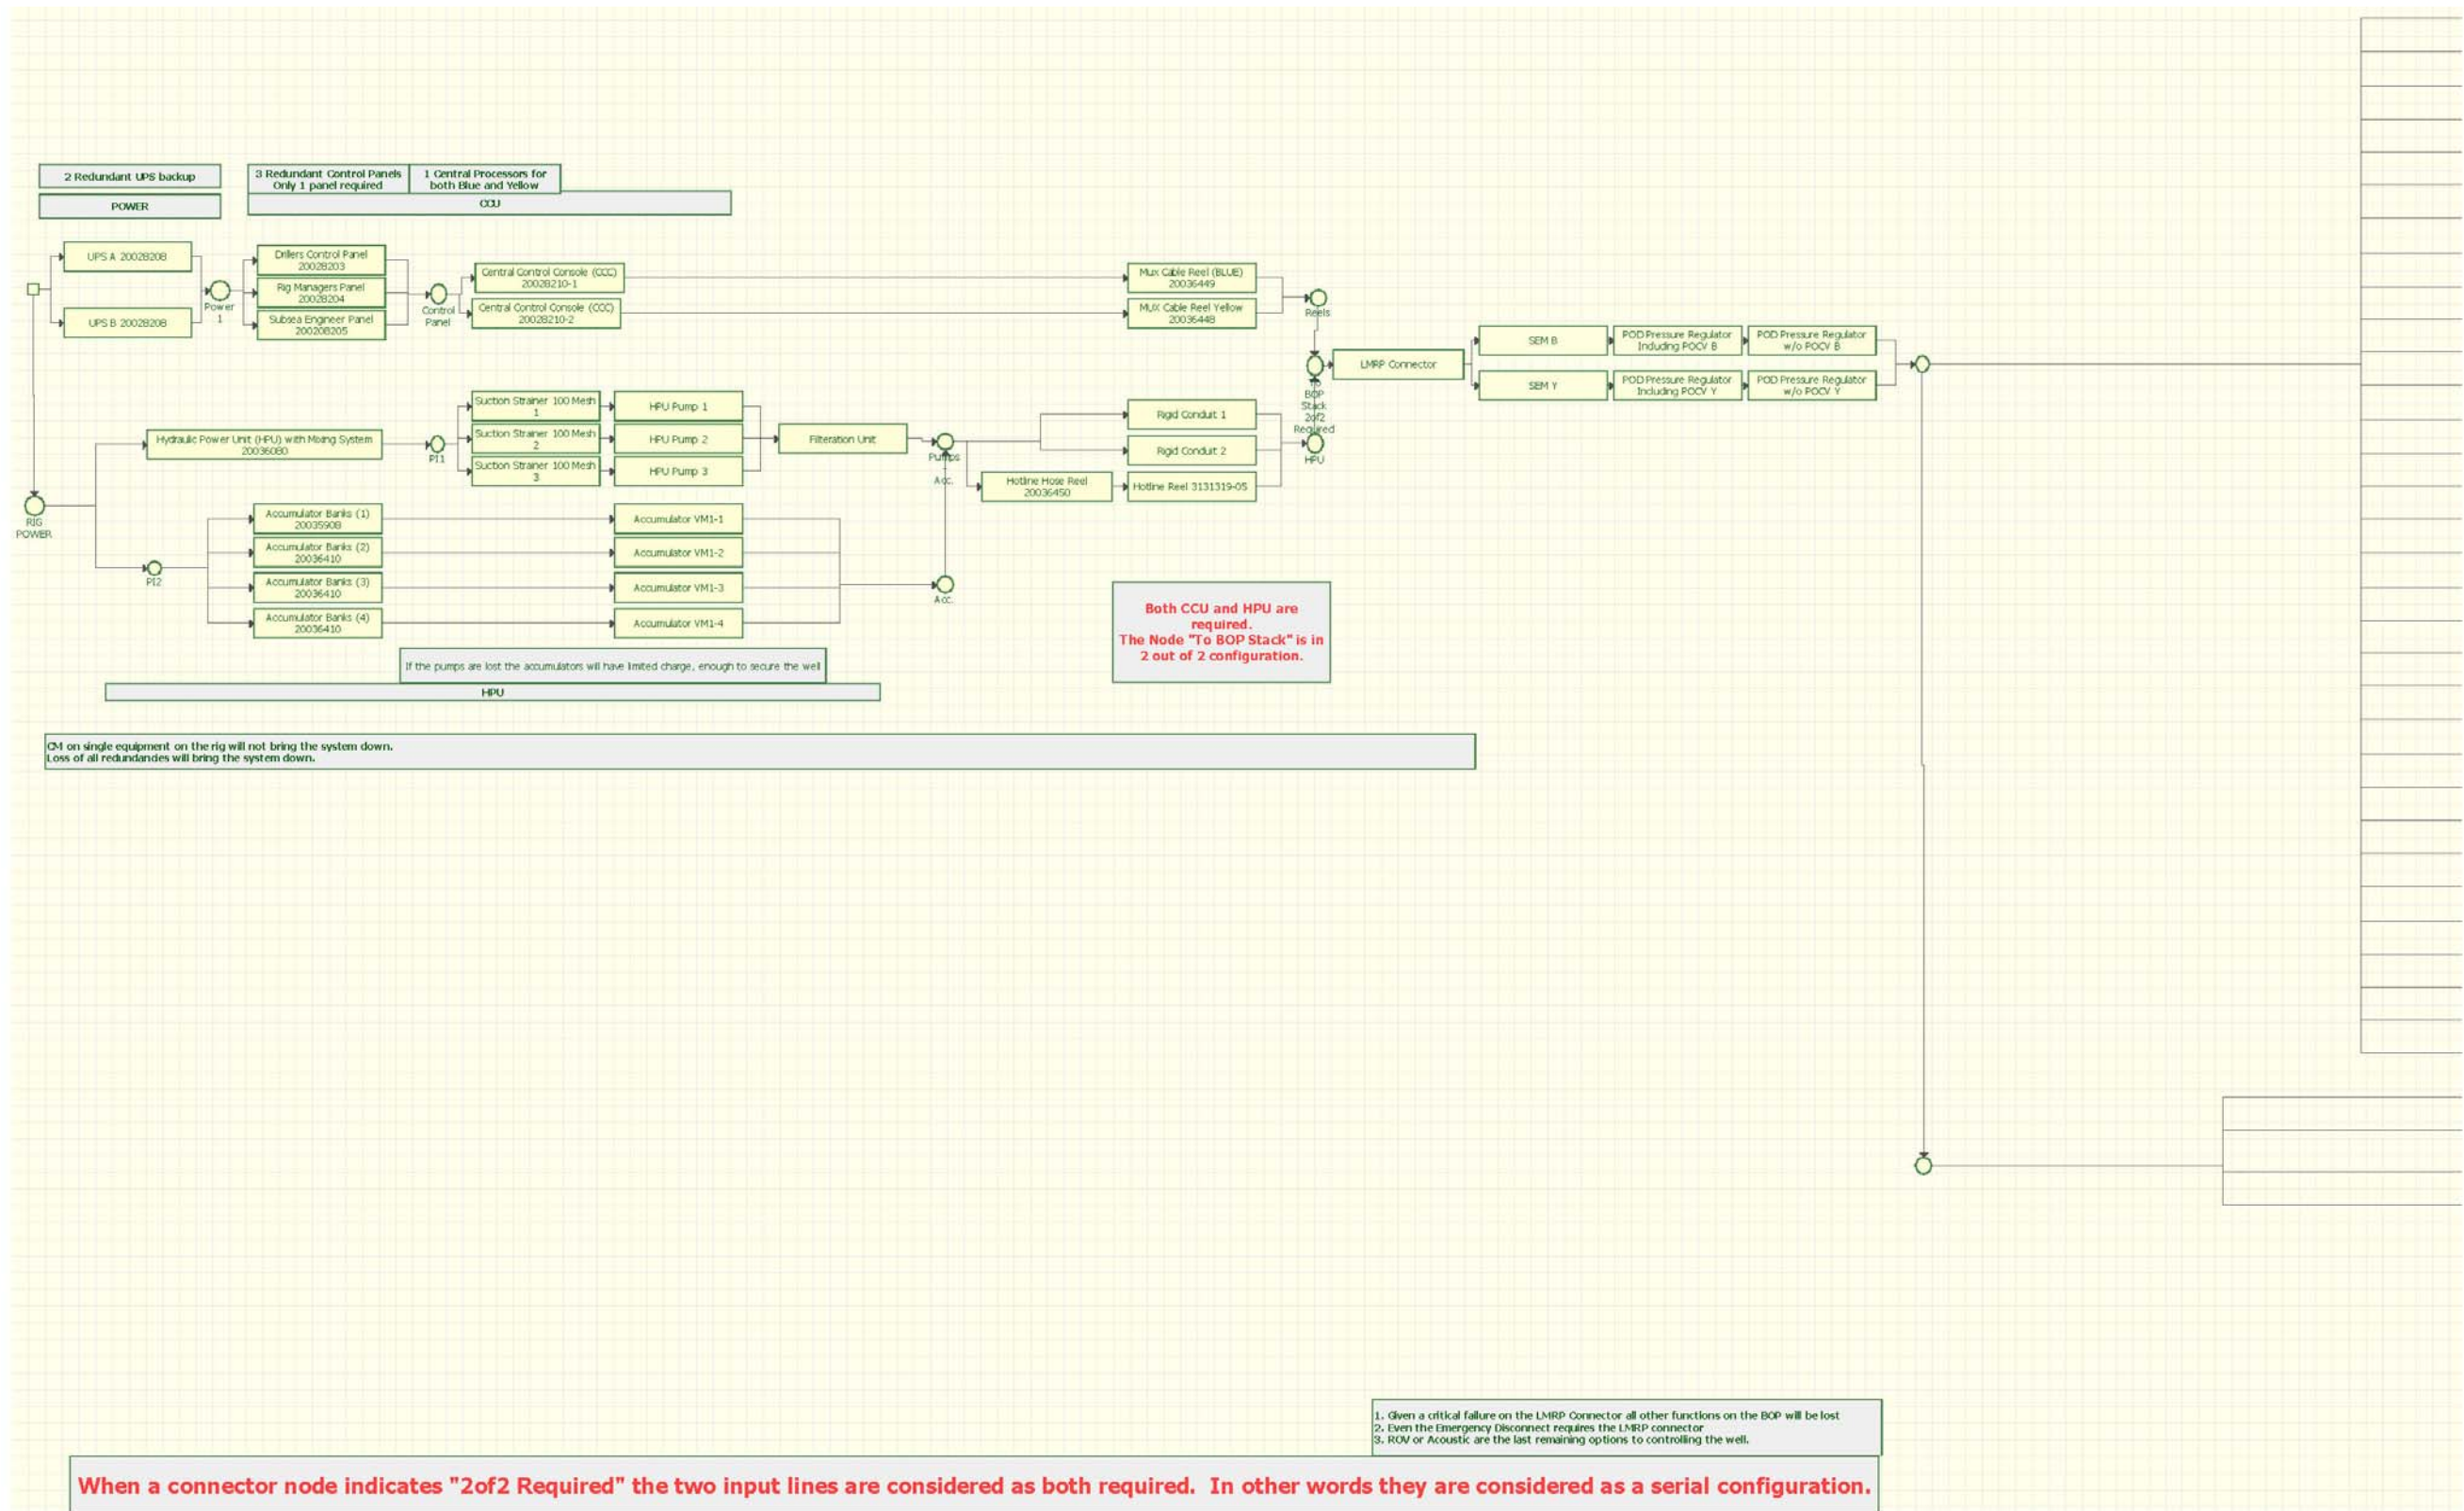 2 Redundant UPS backup
POWER
3 Redundant Control Panels
Only 1 panel required
1 Central Processors for
both Blue and Yellow
CCU
UPS A 20028208
UPS B 20028208
Power
1
Drillers Control Panel
20028203
Rig Managers Panel
20028204
Subsea Engineer Panel
200208205
Control
Panel
Central Control Console (CCC)
20028210-1
Central Control Console (CCC)
20028210-2
Mux Cable Reel (BLUE)
20036449
MUX Cable Reel Yellow
20036448
Reels
To
BOP
Stack
2of2
Required
LMRP Connector
SEM B
POD Pressure Regulator
Including POCV B
POD Pressure Regulator
w/o POCV B
SEM Y
POD Pressure Regulator
Including POCV Y
POD Pressure Regulator
w/o POCV Y
RIG
POWER
Hydraulic Power Unit (HPU) with Mixing System
20036080
PI1
Suction Strainer 100 Mesh
1
Suction Strainer 100 Mesh
2
Suction Strainer 100 Mesh
3
HPU Pump 1
HPU Pump 2
HPU Pump 3
Filteration Unit
Pumps
Acc.
Rigid Conduit 1
Rigid Conduit 2
Hotline Hose Reel
20036450
Hotline Reel 3131319-05
HPU
PI2
Accumulator Banks (1)
20035908
Accumulator Banks (2)
20036410
Accumulator Banks (3)
20036410
Accumulator Banks (4)
20036410
Accumulator VM1-1
Accumulator VM1-2
Accumulator VM1-3
Accumulator VM1-4
Acc.
Both CCU and HPU are
required.
The Node "To BOP Stack" is in
2 out of 2 configuration.
If the pumps are lost the accumulators will have limited charge, enough to secure the well
HPU
CM on single equipment on the rig will not bring the system down.
Loss of all redundancies will bring the system down.
1. Given a critical failure on the LMRP Connector all other functions on the BOP will be lost
2. Even the Emergency Disconnect requires the LMRP connector
3. ROV or Acoustic are the last remaining options to controlling the well.
When a connector node indicates "2of2 Required" the two input lines are considered as both required. In other words they are considered as a serial configuration.